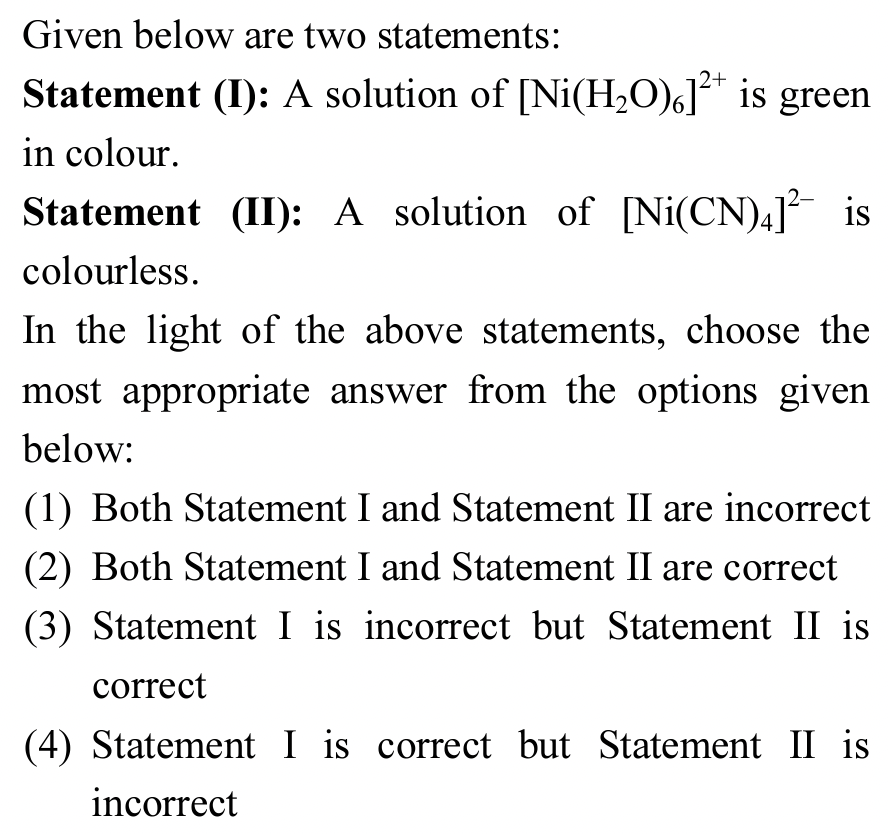 Given below are two statements:
Statement (I): A solution of [Ni(H₂O)₆]²⁺ is green
in colour.
Statement (II): A solution of [Ni(CN)₄]²⁻ is
colourless.
In the light of the above statements, choose the
most appropriate answer from the options given
below:
(1) Both Statement I and Statement II are incorrect
(2) Both Statement I and Statement II are correct
(3) Statement I is incorrect but Statement II is
correct
(4) Statement I is correct but Statement II is
incorrect